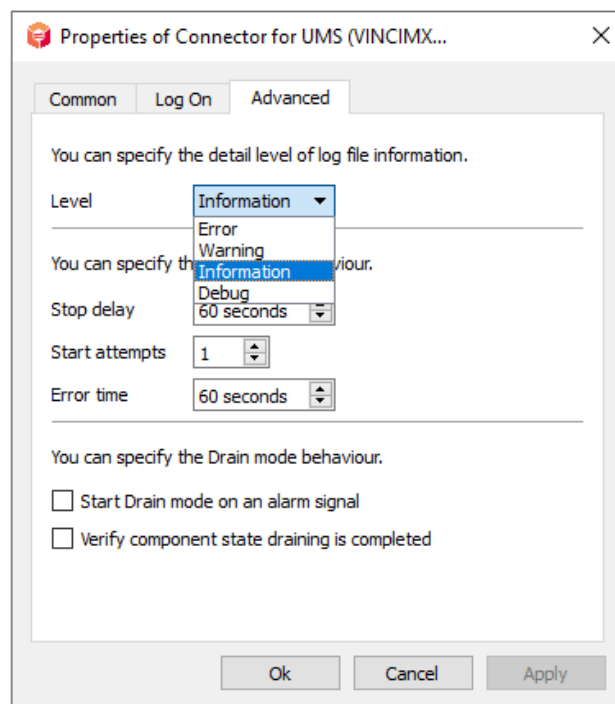 Properties of Connector for UMS (VINCIMX...
Common Log On Advanced
You can specify the detail level of log file information.
Level Information
Error
Warning
You can specify the iour.
Information
Debug
Stop delay 60 seconds
Start attempts 1
Error time 60 seconds
You can specify the Drain mode behaviour.
Start Drain mode on an alarm signal
Verify component state draining is completed
Ok Cancel Apply